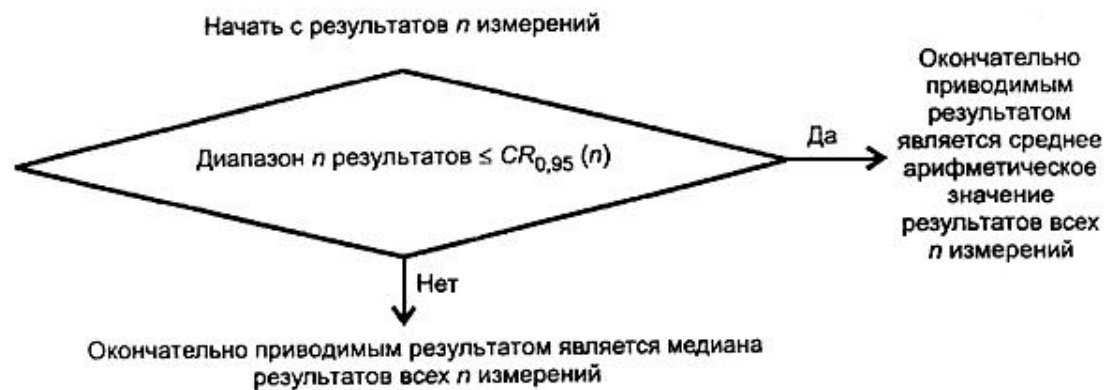 Начать с результатов n измерений
Диапазон n результатов ≤ CR0,95 (n)
Да
Окончательно
приводимым
результатом
является среднее
арифметическое
значение
результатов всех
n измерений
Нет
Окончательно приводимым результатом является медиана
результатов всех n измерений